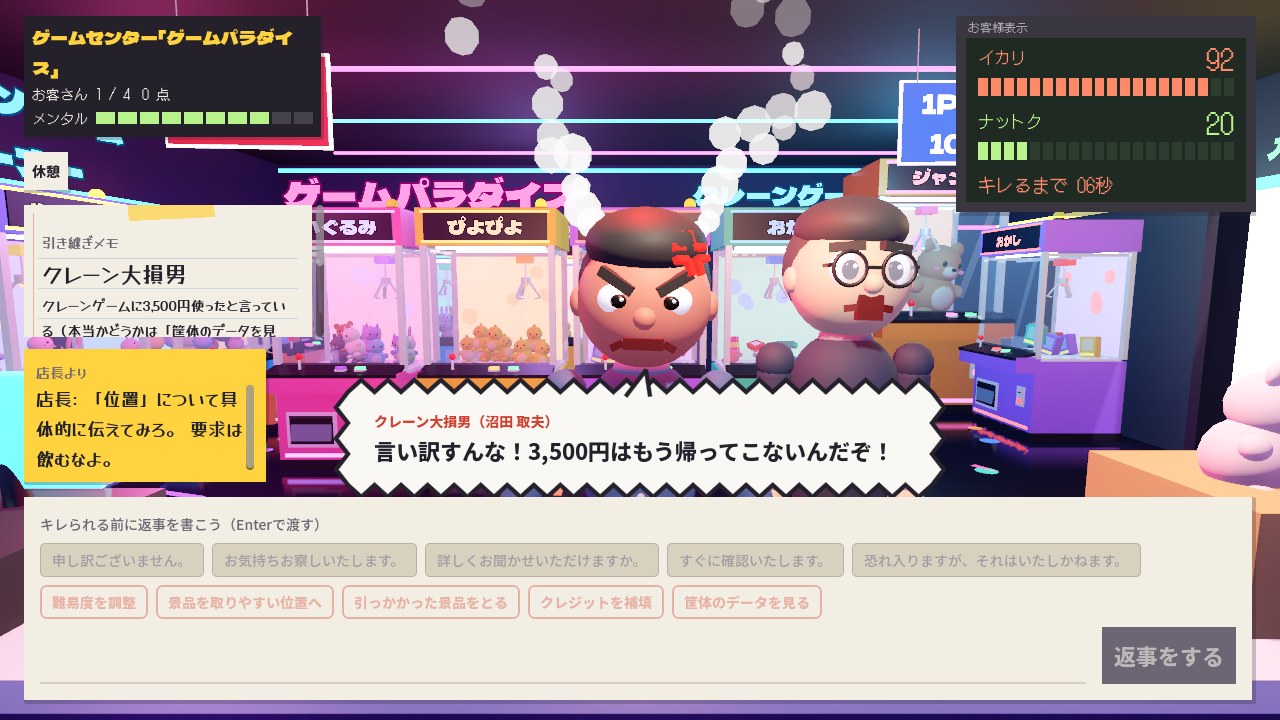 ゲームセンター「ゲームパラダイ
ス」
お客さん 1/4 0点
メンタル
休憩
引き継ぎメモ
クレーン大損男
クレーンゲームに3,500円使ったと言ってい
る（本当かどうかは「筐体のデータを見
店長より
店長：「位置」について具
体的に伝えてみろ。 要求は
飲むなよ。
お客様表示
イカリ 92
ナットク 20
キレるまで 06秒
1P
10
ゲームパラダイス
クレーンゲー
ジャン
ぐるみ
ぴよぴよ
おか
おかし
クレーン大損男（沼田 取夫）
言い訳すんな！3,500円はもう帰ってこないんだぞ！
キレられる前に返事を書こう（Enterで渡す）
申し訳ございません。
お気持ちお察しいたします。
詳しくお聞かせいただけますか。
すぐに確認いたします。
恐れ入りますが、それはいたしかねます。
難易度を調整
景品を取りやすい位置へ
引っかかった景品をとる
クレジットを補填
筐体のデータを見る
返事をする